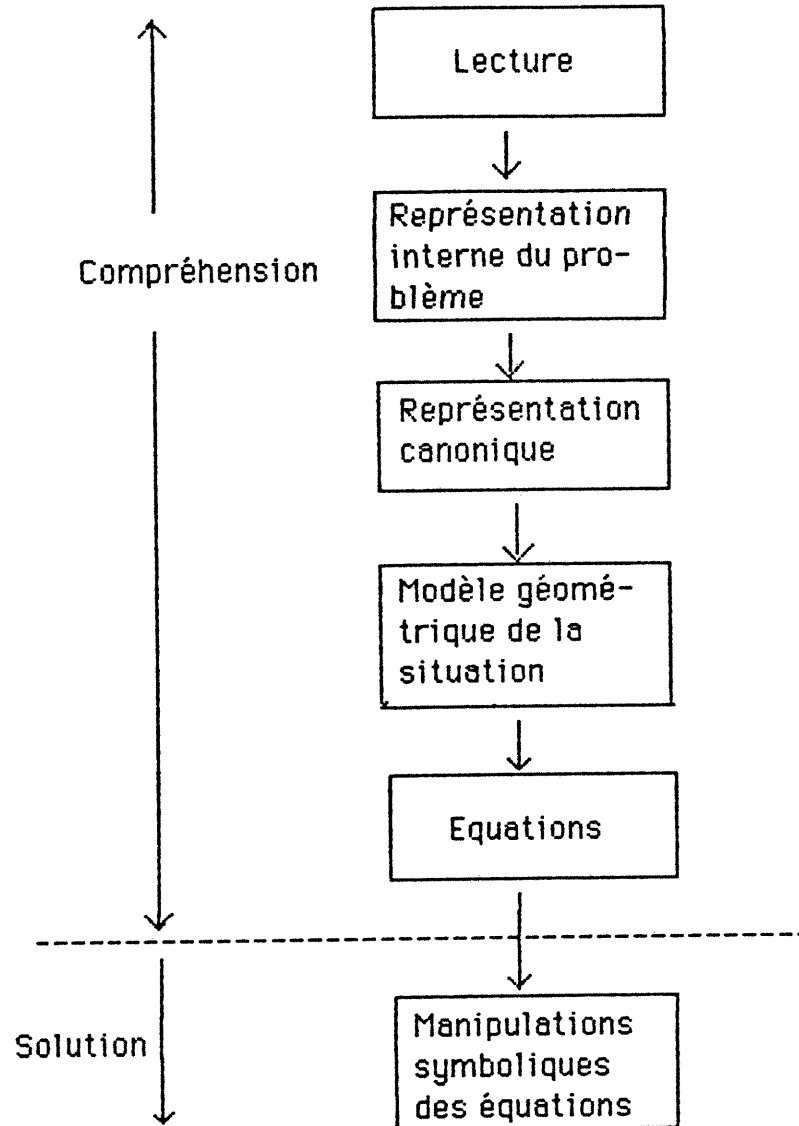 Lecture
Représentation
interne du pro-
blème
Compréhension
Représentation
canonique
Modèle géomé-
trique de la
situation
Equations
Solution
Manipulations
symboliques
des équations